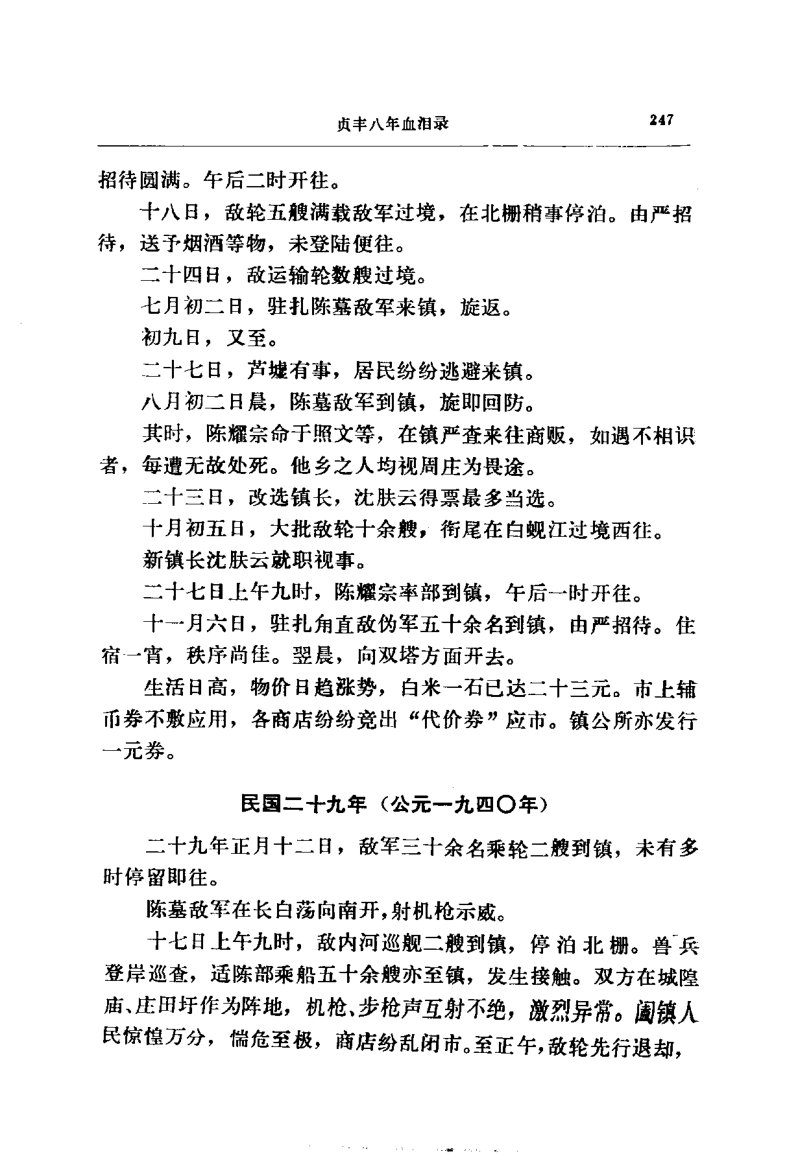 贞丰八年血泪录
247
招待圆满。午后二时开往。
十八日，敌轮五艘满载敌军过境，在北栅稍事停泊。由严招
待，送予烟酒等物，未登陆便往。
二十四日，敌运输轮数艘过境。
七月初二日，驻扎陈墓敌军来镇，旋返。
初九日，又至。
二十七日，芦墟有事，居民纷纷逃避来镇。
八月初二日晨，陈墓敌军到镇，旋即回防。
其时，陈耀宗命于照文等，在镇严查来往商贩，如遇不相识
者，每遭无故处死。他乡之人均视周庄为畏途。
二十三日，改选镇长，沈肤云得票最多当选。
十月初五日，大批敌轮十余艘，衔尾在白蚬江过境西往。
新镇长沈肤云就职视事。
二十七日上午九时，陈耀宗率部到镇，午后一时开往。
十一月六日，驻扎角直敌伪军五十余名到镇，由严招待。住
宿一宵，秩序尚佳。翌晨，向双塔方面开去。
生活日高，物价日趋涨势，白米一石已达二十三元。市上辅
币券不敷应用，各商店纷纷竞出“代价券”应市。镇公所亦发行
一元券。
民国二十九年（公元一九四〇年）
二十九年正月十二日，敌军三十余名乘轮二艘到镇，未有多
时停留即往。
陈墓敌军在长白荡向南开，射机枪示威。
十七日上午九时，敌内河巡舰二艘到镇，停泊北栅。兽兵
登岸巡查，适陈部乘船五十余艘亦至镇，发生接触。双方在城隍
庙、庄田圩作为阵地，机枪、步枪声互射不绝，激烈异常。阖镇人
民惊惶万分，惴危至极，商店纷乱闭市。至正午，敌轮先行退却，